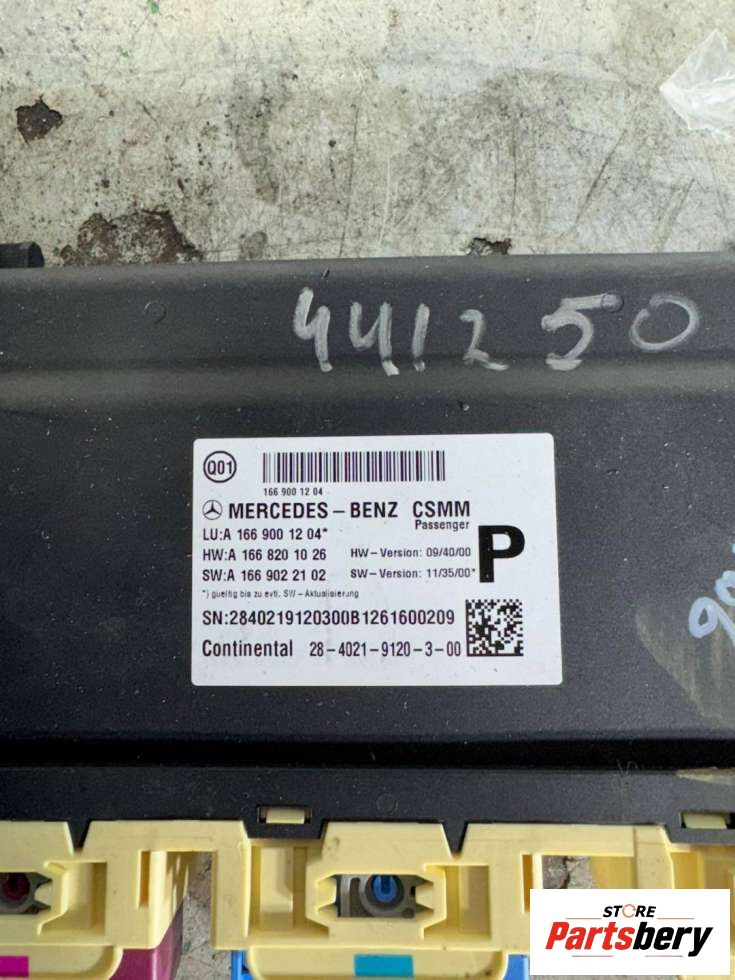 441250
Q01
166 900 12 04
MERCEDES-BENZ CSMM
Passenger
P
LU:A 166 900 12 04*
HW:A 166 820 10 26 HW-Version: 09/40/00
SW:A 166 902 21 02 SW-Version: 11/35/00*
*) gueltig bis zu evtl. SW-Aktualisierung
SN:2840219120300B1261600209
Continental 28-4021-9120-3-00
STORE
Partsbery